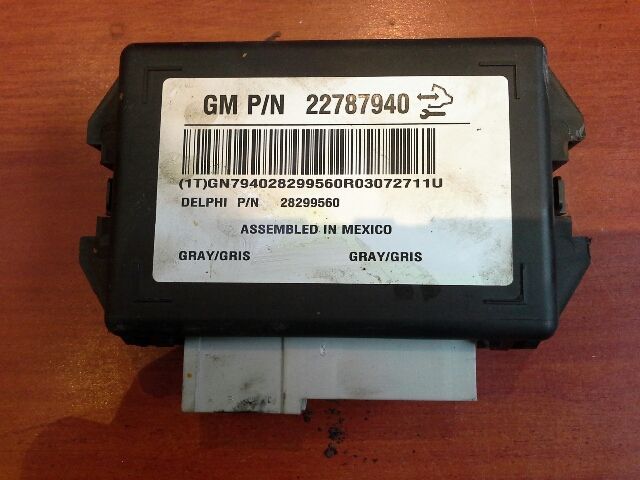 GM P/N 22787940
(1T)GN794028299560R03072711U
DELPHI P/N 28299560
ASSEMBLED IN MEXICO
GRAY/GRIS GRAY/GRIS